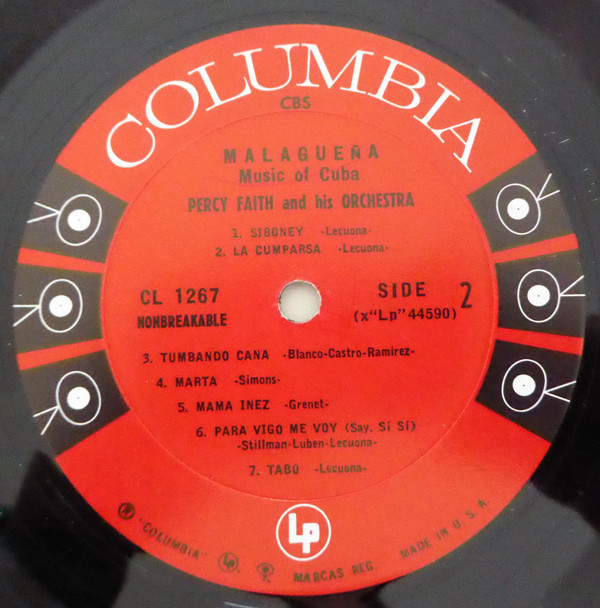 COLUMBIA
CBS
MALAGUEÑA
Music of Cuba
PERCY FAITH and his ORCHESTRA
1. SIBONEY -Lecuona-
2. LA CUMPARSA -Lecuona-
CL 1267
NONBREAKABLE
SIDE 2
(x"Lp"44590)
3. TUMBANDO CANA -Blanco-Castro-Ramirez-
4. MARTA -Simons-
5. MAMA INEZ -Grenet-
6. PARA VIGO ME VOY (Say, Si Si)
-Stillman-Luben-Lecuona-
7. TABÚ -Lecuona-
Lp
® "COLUMBIA" Lp, MARCAS REG. MADE IN U.S.A.